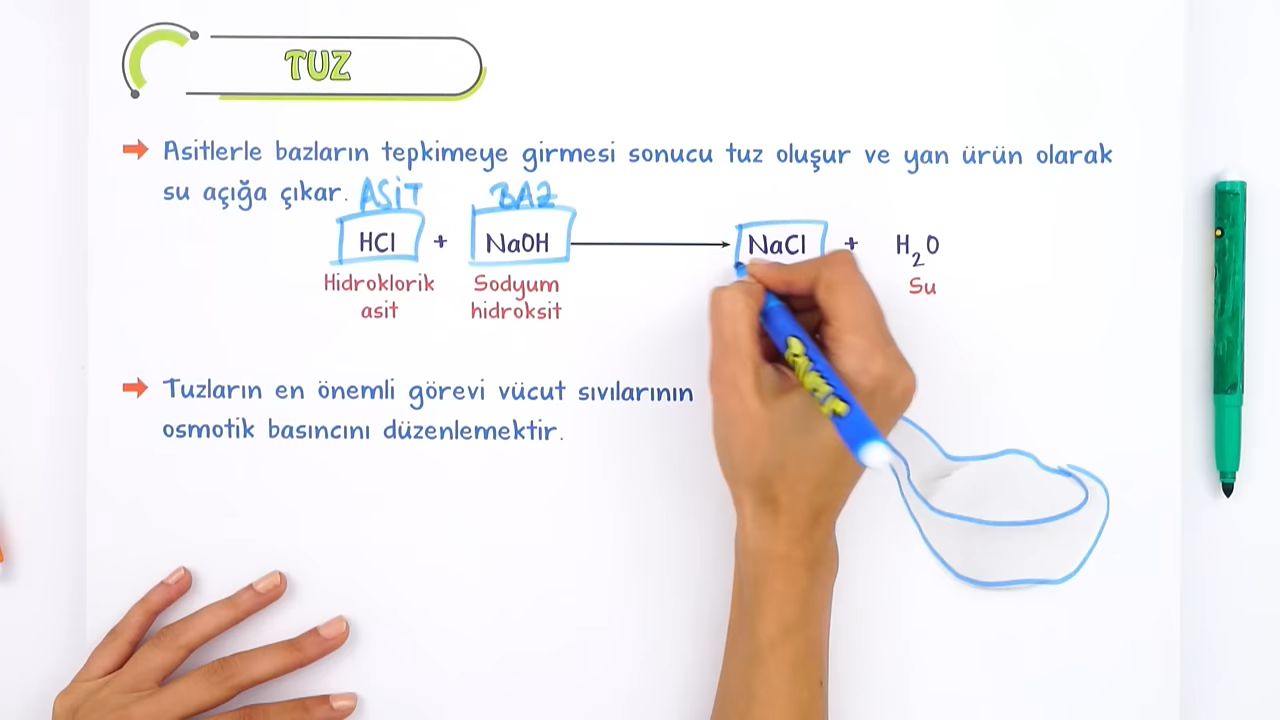 TUZ
Asitlerle bazların tepkimeye girmesi sonucu tuz oluşur ve yan ürün olarak
su açığa çıkar. ASİT BAZ
HCl + NaOH → NaCl + H₂O
Hidroklorik asit Sodyum hidroksit Su
Tuzların en önemli görevi vücut sıvılarının
osmotik basıncını düzenlemektir.